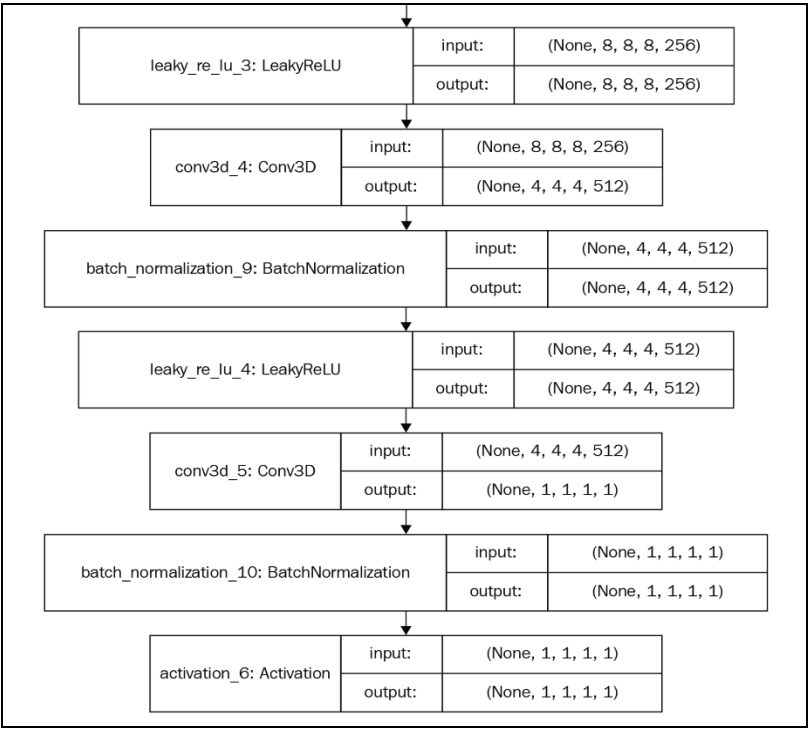 leaky_re_lu_3: LeakyReLU
input: (None, 8, 8, 8, 256)
output: (None, 8, 8, 8, 256)
conv3d_4: Conv3D
input: (None, 8, 8, 8, 256)
output: (None, 4, 4, 4, 512)
batch_normalization_9: BatchNormalization
input: (None, 4, 4, 4, 512)
output: (None, 4, 4, 4, 512)
leaky_re_lu_4: LeakyReLU
input: (None, 4, 4, 4, 512)
output: (None, 4, 4, 4, 512)
conv3d_5: Conv3D
input: (None, 4, 4, 4, 512)
output: (None, 1, 1, 1, 1)
batch_normalization_10: BatchNormalization
input: (None, 1, 1, 1, 1)
output: (None, 1, 1, 1, 1)
activation_6: Activation
input: (None, 1, 1, 1, 1)
output: (None, 1, 1, 1, 1)